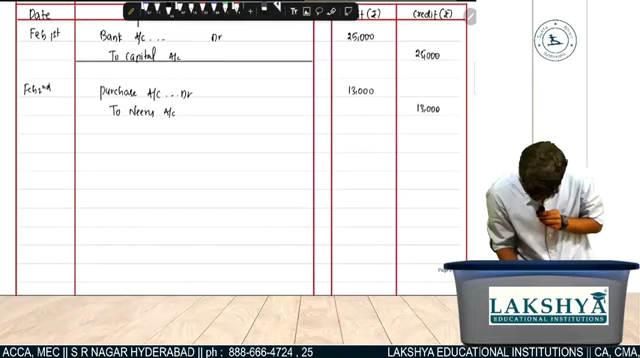 Date
it (₹)
credit (₹)
Feb 1st
Bank A/c ...
Dr
25,000
To capital A/c
25,000
Feb 2nd
Purchase A/c ... Dr
13,000
To Neeru A/c
13,000
Page
LAKSHYA
EDUCATIONAL INSTITUTIONS
ACCA, MEC || S R NAGAR HYDERABAD || ph : 888-666-4724 , 25
LAKSHYA EDUCATIONAL INSTITUTIONS || CA, CMA